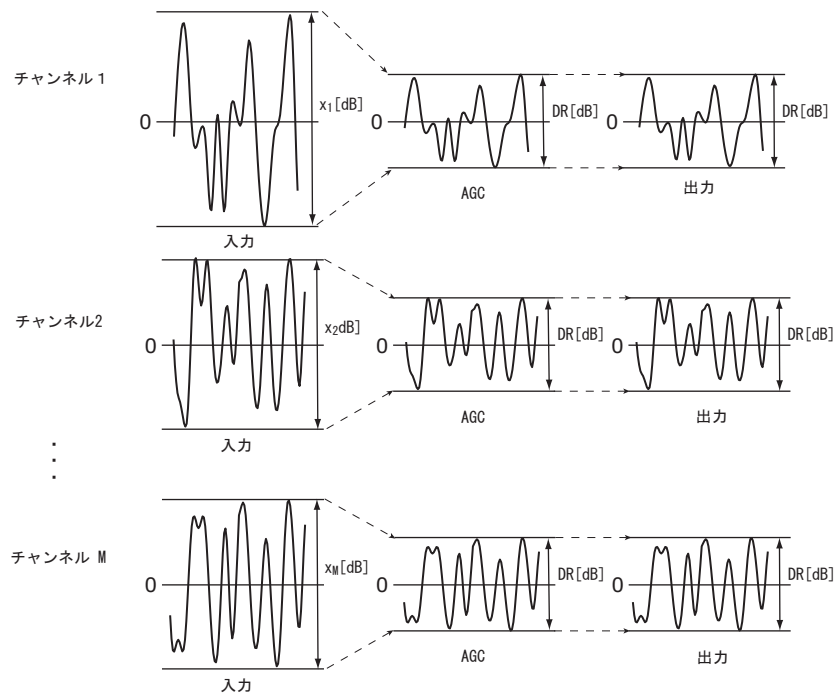 チャンネル１
0
x1[dB]
0
DR[dB]
0
DR[dB]
入力
AGC
出力
チャンネル2
0
x2dB]
0
DR[dB]
0
DR[dB]
入力
AGC
出力
チャンネル M
0
xM[dB]
0
DR[dB]
0
DR[dB]
入力
AGC
出力